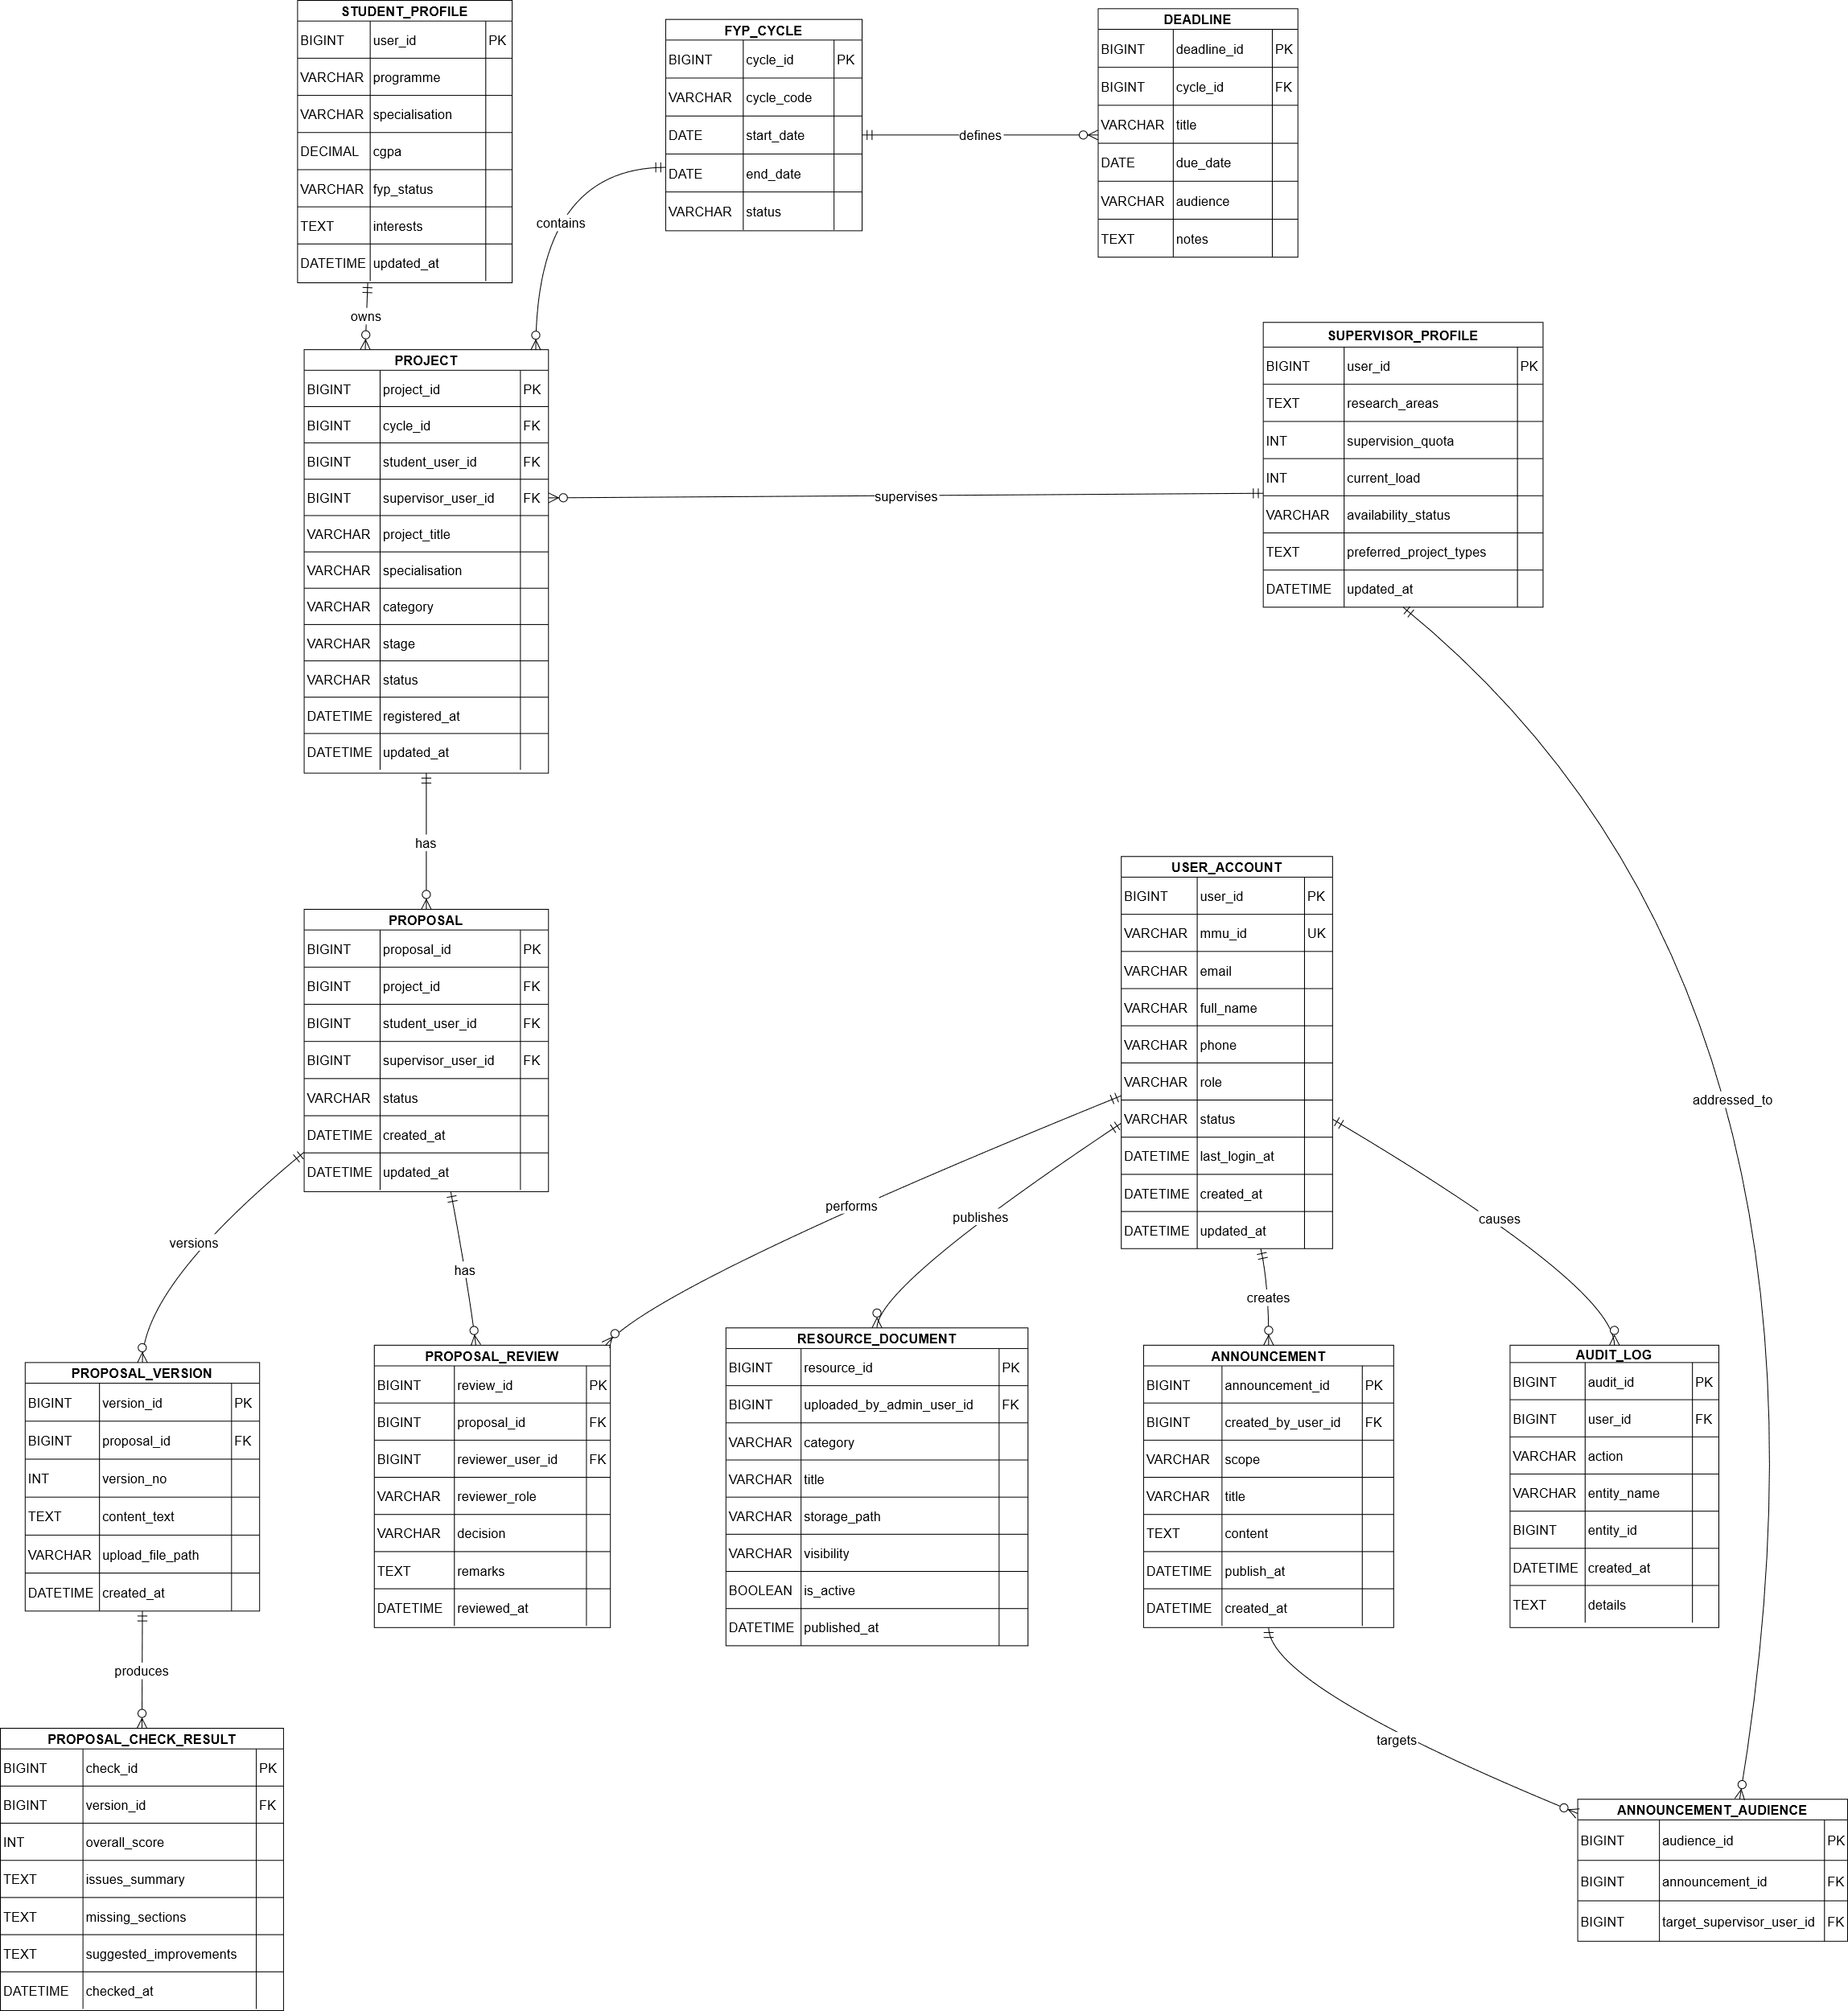 STUDENT_PROFILE
BIGINT user_id PK
VARCHAR programme
VARCHAR specialisation
DECIMAL cgpa
VARCHAR fyp_status
TEXT interests
DATETIME updated_at
FYP_CYCLE
BIGINT cycle_id PK
VARCHAR cycle_code
DATE start_date
DATE end_date
VARCHAR status
DEADLINE
BIGINT deadline_id PK
BIGINT cycle_id FK
VARCHAR title
DATE due_date
VARCHAR audience
TEXT notes
defines
contains
owns
PROJECT
BIGINT project_id PK
BIGINT cycle_id FK
BIGINT student_user_id FK
BIGINT supervisor_user_id FK
VARCHAR project_title
VARCHAR specialisation
VARCHAR category
VARCHAR stage
VARCHAR status
DATETIME registered_at
DATETIME updated_at
supervises
SUPERVISOR_PROFILE
BIGINT user_id PK
TEXT research_areas
INT supervision_quota
INT current_load
VARCHAR availability_status
TEXT preferred_project_types
DATETIME updated_at
has
PROPOSAL
BIGINT proposal_id PK
BIGINT project_id FK
BIGINT student_user_id FK
BIGINT supervisor_user_id FK
VARCHAR status
DATETIME created_at
DATETIME updated_at
USER_ACCOUNT
BIGINT user_id PK
VARCHAR mmu_id UK
VARCHAR email
VARCHAR full_name
VARCHAR phone
VARCHAR role
VARCHAR status
DATETIME last_login_at
DATETIME created_at
DATETIME updated_at
addressed_to
versions
has
performs
publishes
creates
causes
PROPOSAL_VERSION
BIGINT version_id PK
BIGINT proposal_id FK
INT version_no
TEXT content_text
VARCHAR upload_file_path
DATETIME created_at
PROPOSAL_REVIEW
BIGINT review_id PK
BIGINT proposal_id FK
BIGINT reviewer_user_id FK
VARCHAR reviewer_role
VARCHAR decision
TEXT remarks
DATETIME reviewed_at
RESOURCE_DOCUMENT
BIGINT resource_id PK
BIGINT uploaded_by_admin_user_id FK
VARCHAR category
VARCHAR title
VARCHAR storage_path
VARCHAR visibility
BOOLEAN is_active
DATETIME published_at
ANNOUNCEMENT
BIGINT announcement_id PK
BIGINT created_by_user_id FK
VARCHAR scope
VARCHAR title
TEXT content
DATETIME publish_at
DATETIME created_at
AUDIT_LOG
BIGINT audit_id PK
BIGINT user_id FK
VARCHAR action
VARCHAR entity_name
BIGINT entity_id
DATETIME created_at
TEXT details
produces
targets
PROPOSAL_CHECK_RESULT
BIGINT check_id PK
BIGINT version_id FK
INT overall_score
TEXT issues_summary
TEXT missing_sections
TEXT suggested_improvements
DATETIME checked_at
ANNOUNCEMENT_AUDIENCE
BIGINT audience_id PK
BIGINT announcement_id FK
BIGINT target_supervisor_user_id FK